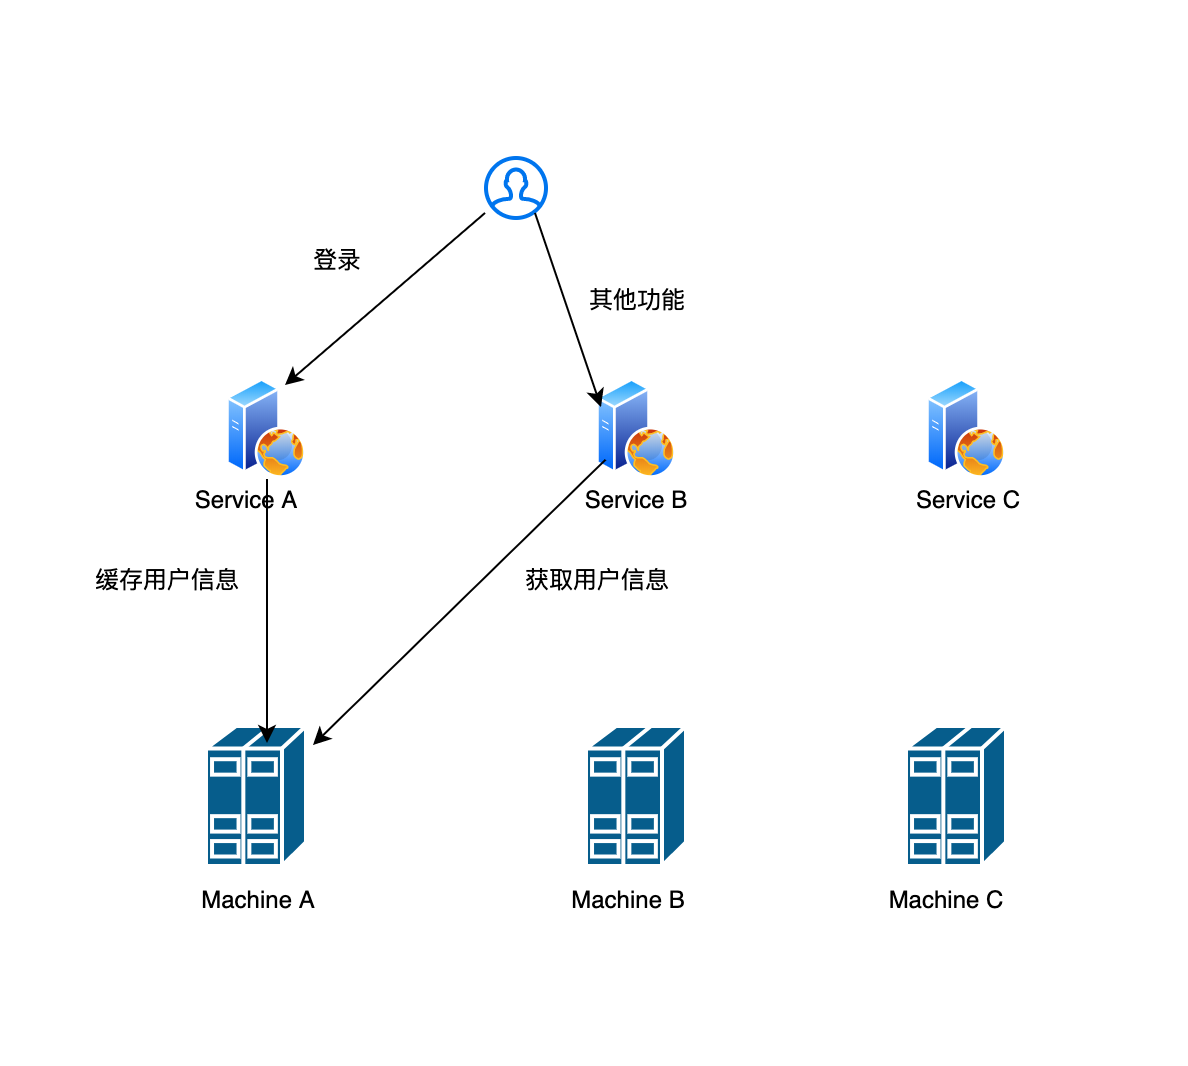 登录
其他功能
Service A
Service B
Service C
缓存用户信息
获取用户信息
Machine A
Machine B
Machine C